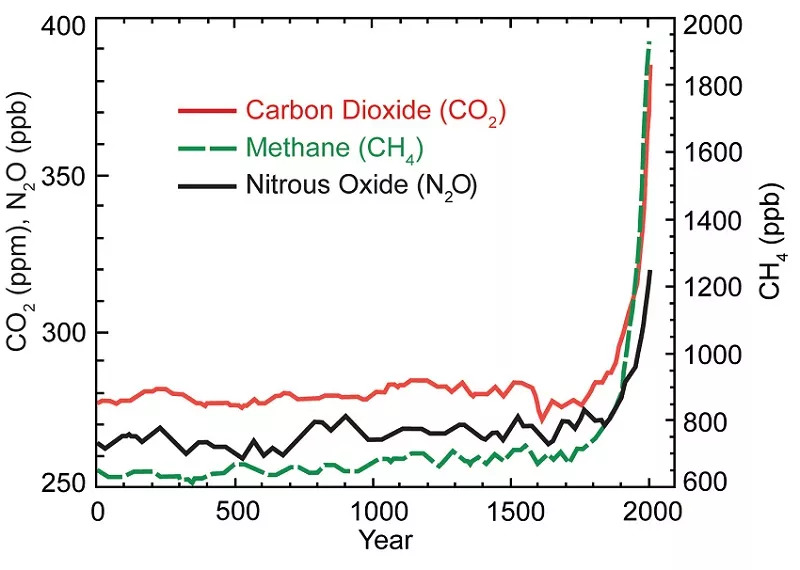 400
350
300
250
CO₂ (ppm), N₂O (ppb)
Carbon Dioxide (CO₂)
Methane (CH₄)
Nitrous Oxide (N₂O)
2000
1800
1600
1400
1200
1000
800
600
CH₄ (ppb)
0 500 1000 1500 2000
Year